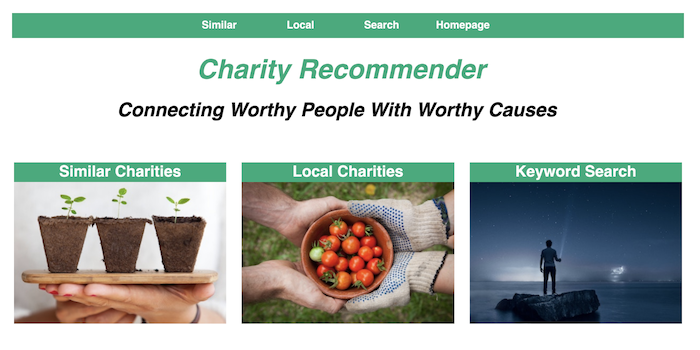 Similar Local Search Homepage
Charity Recommender
Connecting Worthy People With Worthy Causes
Similar Charities
Local Charities
Keyword Search